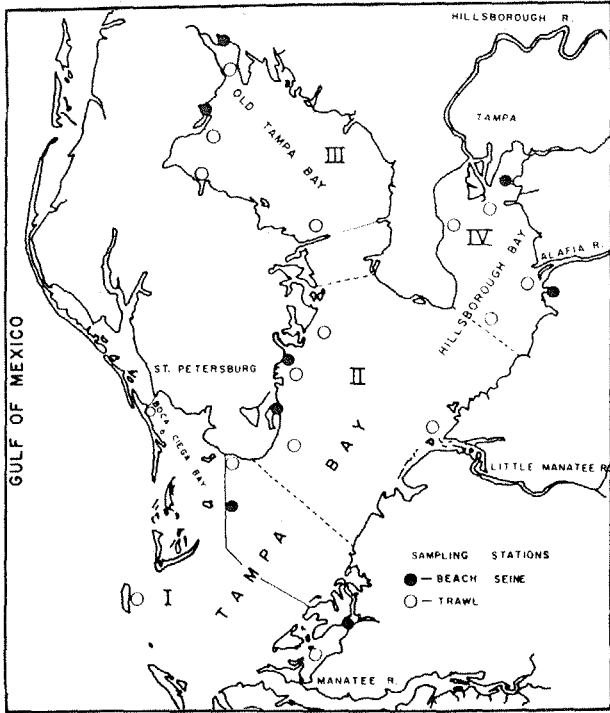 HILLSBOROUGH R.
TAMPA
OLD TAMPA BAY
III
IV
ALAFIA R.
HILLSBOROUGH BAY
GULF OF MEXICO
ST. PETERSBURG
II
BOCA CIEGA BAY
LITTLE MANATEE R.
TAMPA BAY
SAMPLING STATIONS
— BEACH SEINE
— TRAWL
I
MANATEE R.